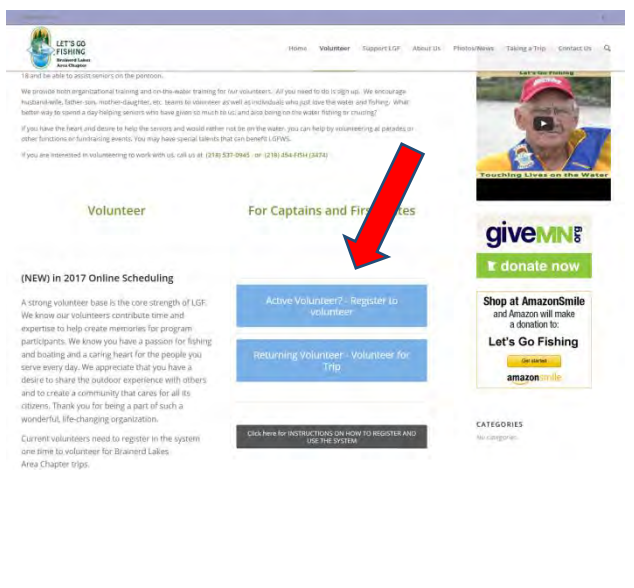 LET'S GO
FISHING
Brainerd Lakes
Area Chapter
Home Volunteer Support LGF About Us Photos/News Taking a Trip Contact Us
18 and be able to assist seniors on the pontoon.
We provide both organizational training and on-the-water training for our volunteers. All you need to do is sign up. We encourage
husband-wife, father-son, mother-daughter, etc. teams to volunteer as well as individuals who just love the water and fishing. What
better way to spend a day helping seniors who have given so much to us, and also being on the water fishing or cruising?
If you have the heart and desire to help the seniors and would rather not be on the water, you can help by volunteering at parades or
other functions or fundraising events. You may have special talents that can benefit LGFWS.
If you are interested in volunteering to work with us, call us at (218) 537-0945 - or- (218) 254-FISH (3474)
Volunteer
For Captains and First Mates
(NEW) in 2017 Online Scheduling
A strong volunteer base is the core strength of LGF.
We know our volunteers contribute time and
expertise to help create memories for program
participants. We know you have a passion for fishing
and boating and a caring heart for the people you
serve every day. We appreciate that you have a
desire to share the outdoor experience with others
and to create a community that cares for all its
citizens. Thank you for being a part of such a
wonderful, life-changing organization.
Current volunteers need to register in the system
one time to volunteer for Brainerd Lakes
Area Chapter trips.
Active Volunteer? - Register to
volunteer
Returning Volunteer - Volunteer for
Trip
Click here for INSTRUCTIONS ON HOW TO REGISTER AND
USE THE SYSTEM
Let's Go Fishing
Touching Lives on the Water
giveMN.org
donate now
Shop at AmazonSmile
and Amazon will make
a donation to:
Let's Go Fishing
Get started
amazonsmile
CATEGORIES
No categories